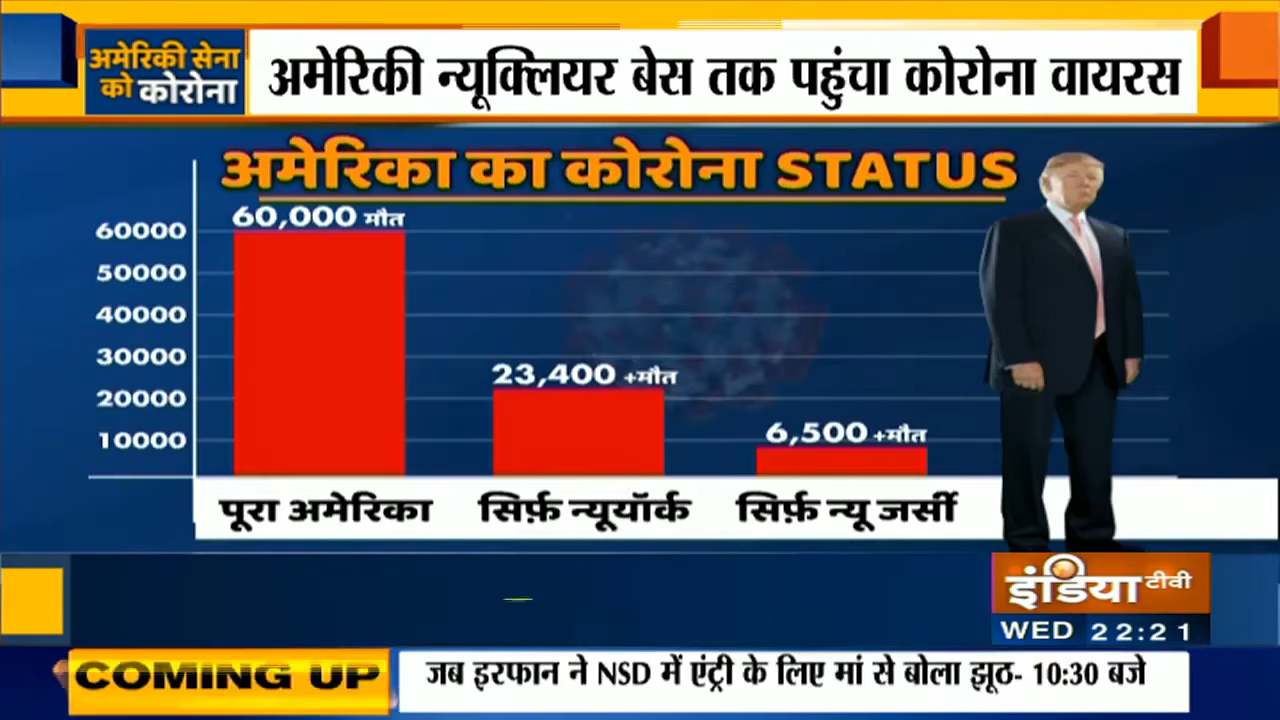 अमेरिकी सेना
को कोरोना
अमेरिकी न्यूक्लियर बेस तक पहुंचा कोरोना वायरस
अमेरिका का कोरोना STATUS
60,000 मौत
60000
50000
40000
30000
23,400 +मौत
20000
6,500 +मौत
10000
पूरा अमेरिका
सिर्फ़ न्यूयॉर्क
सिर्फ़ न्यू जर्सी
इंडिया टीवी
WED 22:21
COMING UP
जब इरफान ने NSD में एंट्री के लिए मां से बोला झूठ- 10:30 बजे